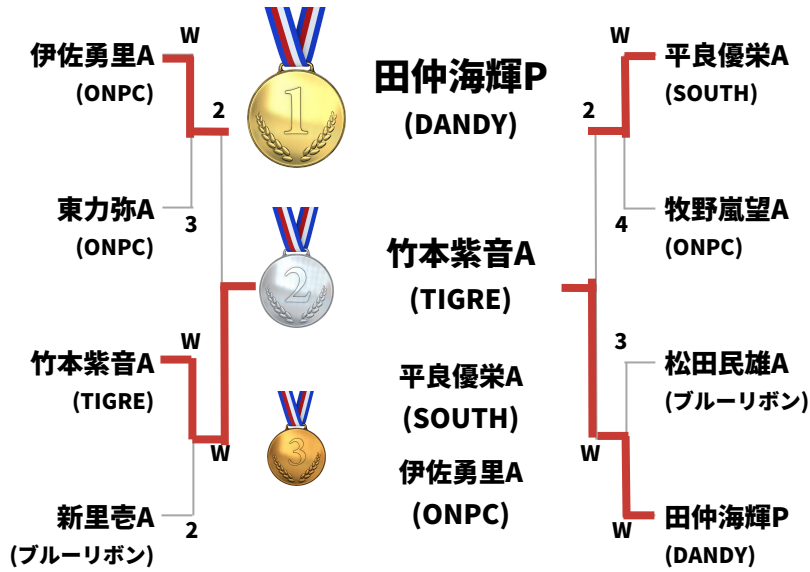 伊佐勇里A
(ONPC)
W
2
東力弥A
(ONPC)
3
竹本紫音A
(TIGRE)
W
W
新里壱A
(ブルーリボン)
2
1
田仲海輝P
(DANDY)
2
竹本紫音A
(TIGRE)
3
平良優栄A
(SOUTH)
伊佐勇里A
(ONPC)
W
平良優栄A
(SOUTH)
2
牧野嵐望A
(ONPC)
4
3
松田民雄A
(ブルーリボン)
W
田仲海輝P
(DANDY)
W